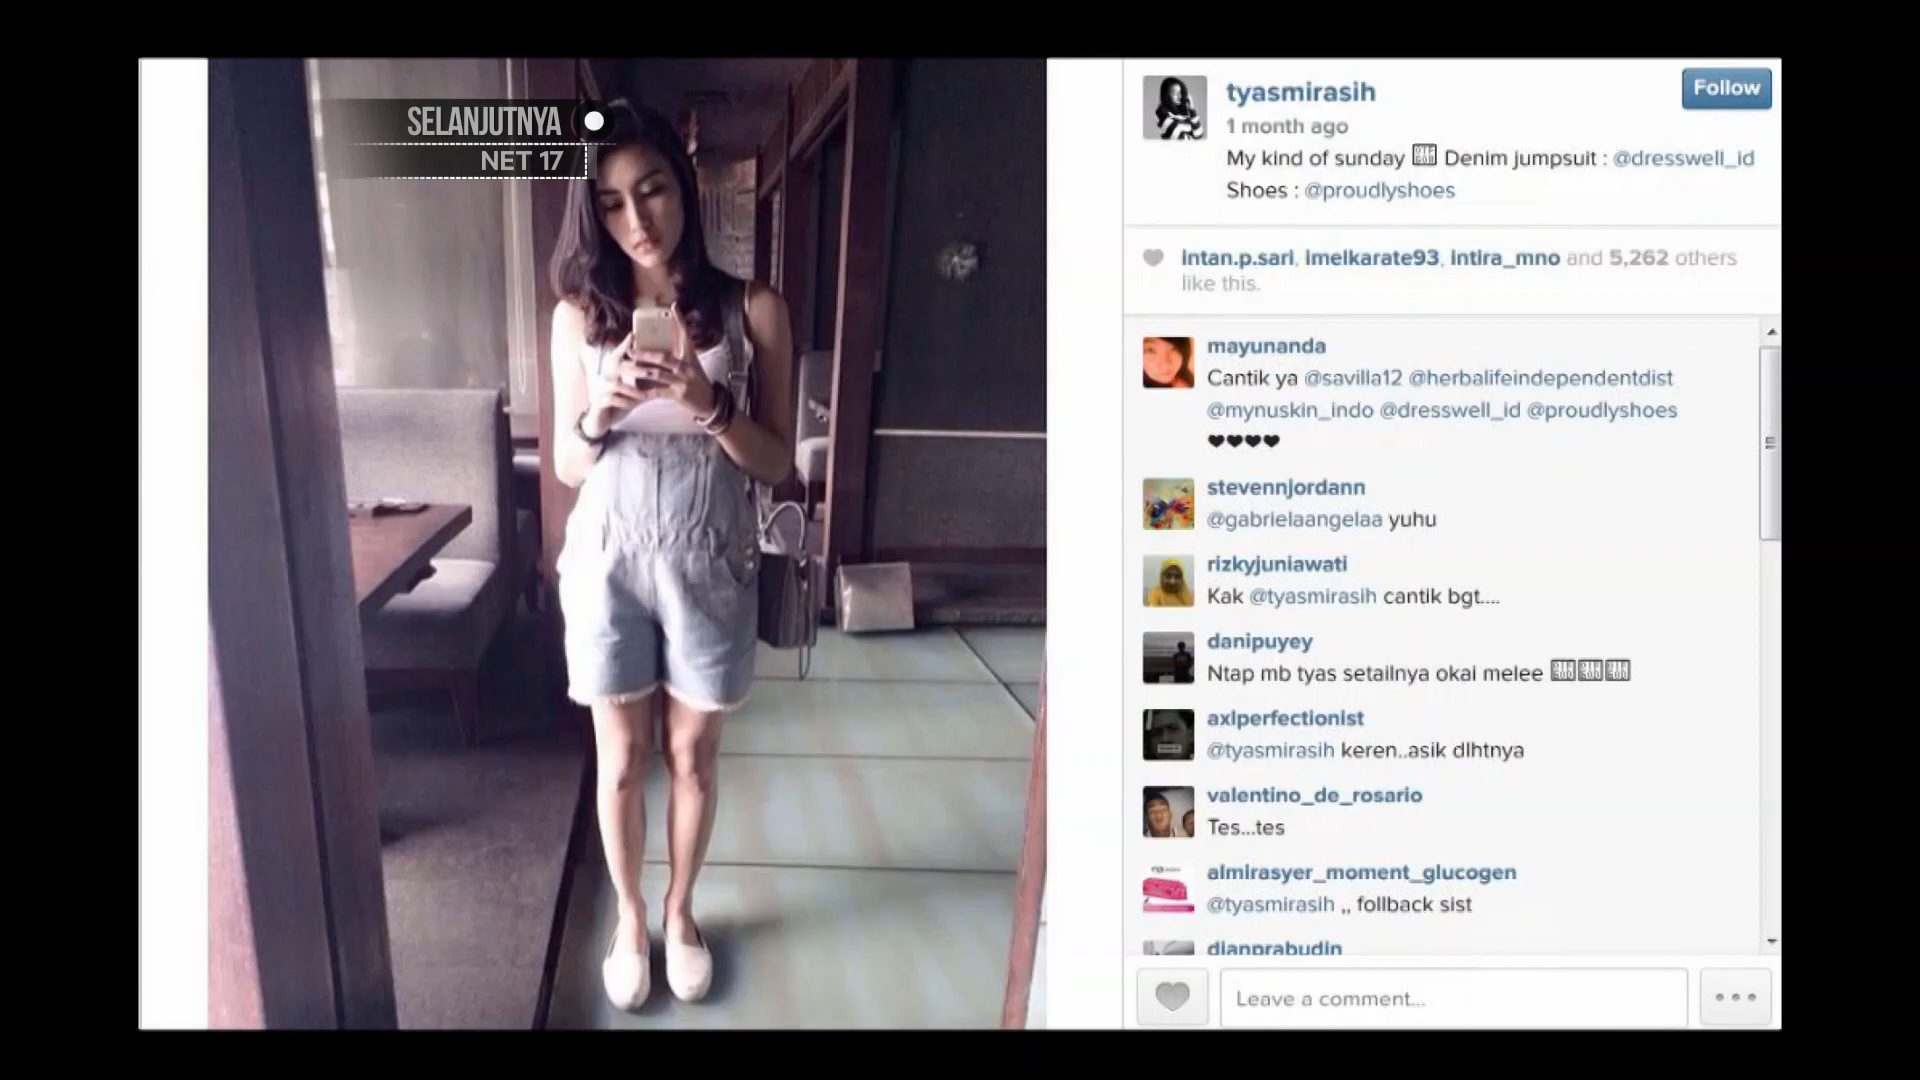 SELANJUTNYA
NET 17
tyasmirasih
Follow
1 month ago
My kind of sunday Denim jumpsuit : @dresswell_id
Shoes : @proudlyshoes
intan.p.sari, imelkarate93, intira_mno and 5,262 others
like this.
mayunanda
Cantik ya @savilla12 @herbalifeindependentdist
@mynuskin_indo @dresswell_id @proudlyshoes
♥♥♥♥
stevennjordann
@gabrielaangelaa yuhu
rizkyjuniawati
Kak @tyasmirasih cantik bgt....
danipuyey
Ntap mb tyas setailnya okai melee
axlperfectionist
@tyasmirasih keren..asik dlhtnya
valentino_de_rosario
Tes...tes
almirasyer_moment_glucogen
@tyasmirasih ,, follback sist
dianprabudin
Leave a comment...